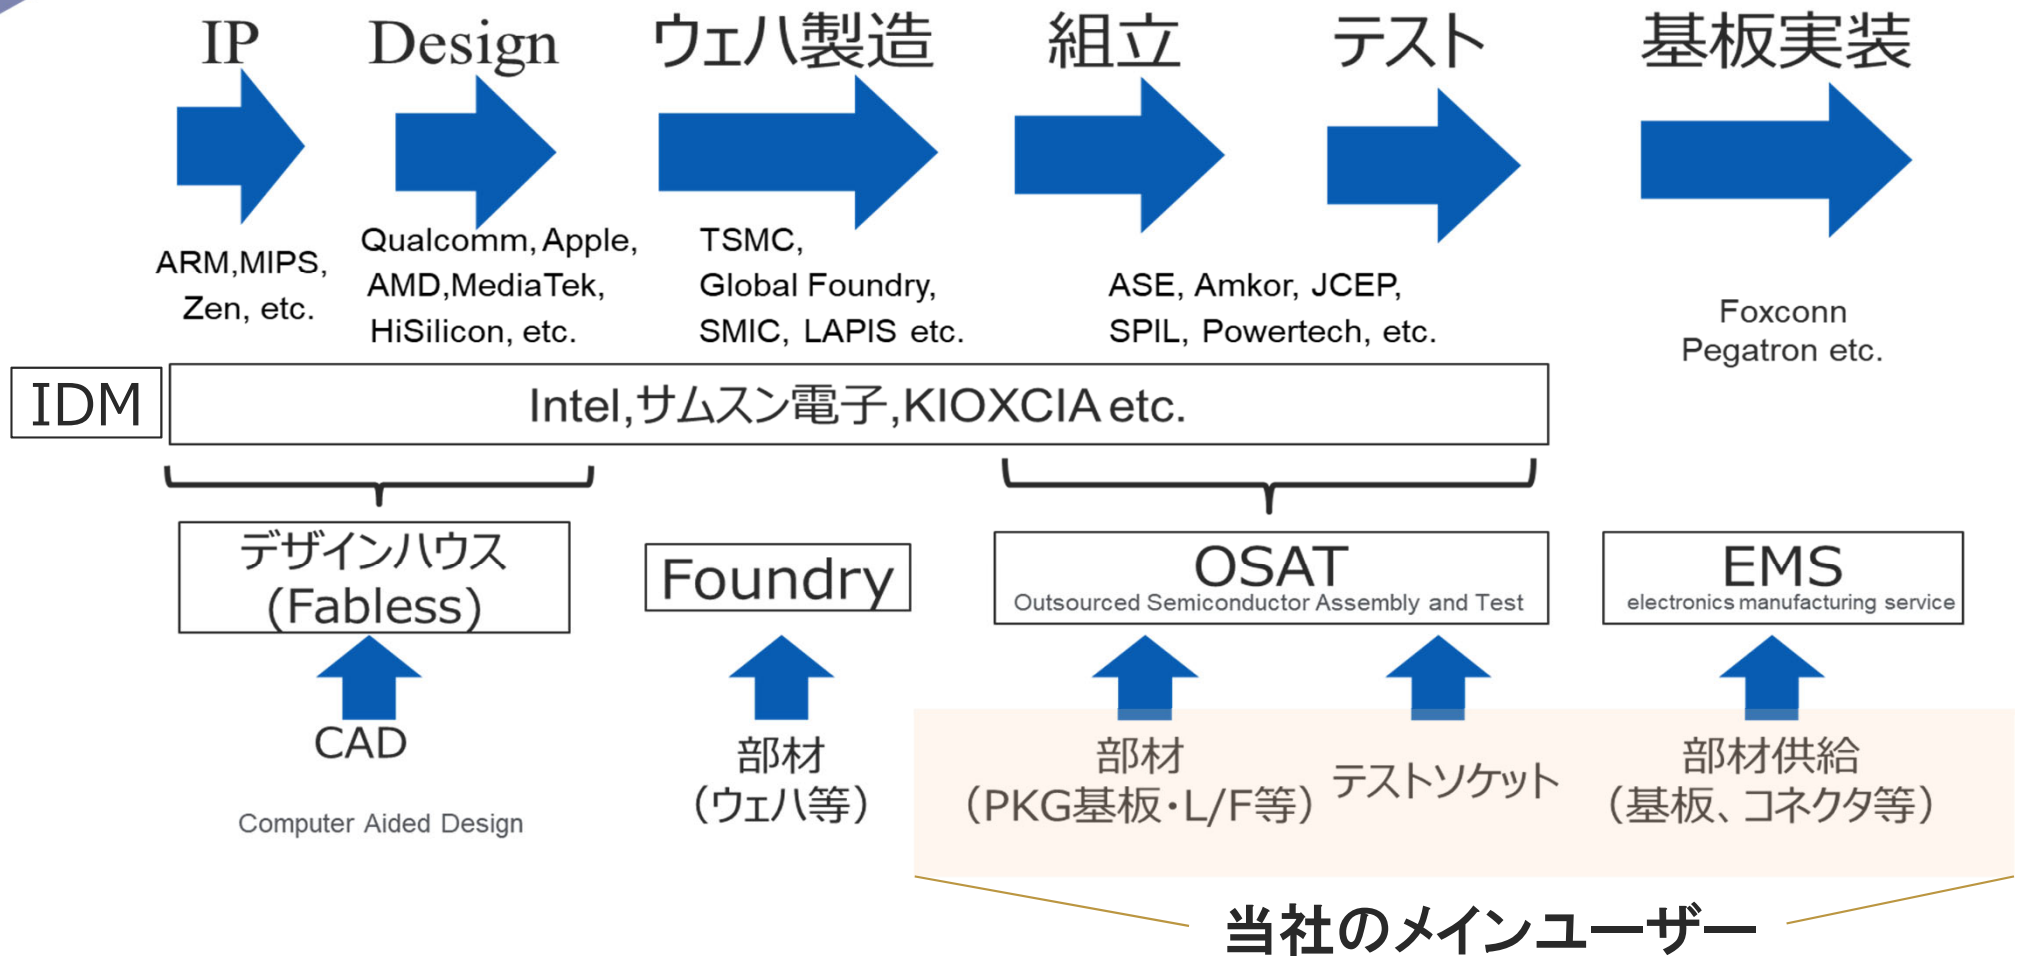 IP
Design
ウェハ製造
組立
テスト
基板実装
ARM,MIPS,
Zen, etc.
Qualcomm, Apple,
AMD,MediaTek,
HiSilicon, etc.
TSMC,
Global Foundry,
SMIC, LAPIS etc.
ASE, Amkor, JCEP,
SPIL, Powertech, etc.
Foxconn
Pegatron etc.
IDM
Intel,サムスン電子,KIOXCIA etc.
デザインハウス
(Fabless)
Foundry
OSAT
Outsourced Semiconductor Assembly and Test
EMS
electronics manufacturing service
CAD
Computer Aided Design
部材
（ウェハ等）
部材
（PKG基板・L/F等）
テストソケット
部材供給
（基板、コネクタ等）
当社のメインユーザー